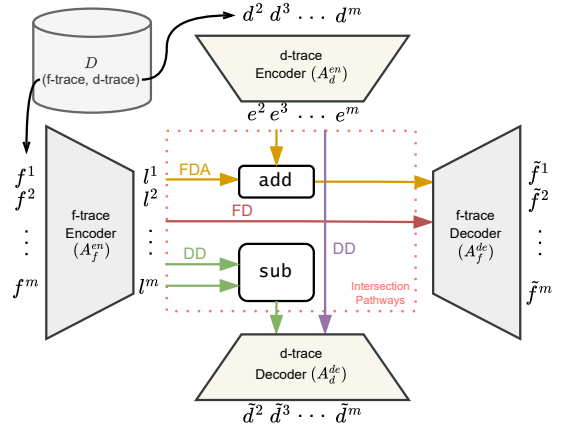 d² d³ ··· dᵐ
D
(f-trace, d-trace)
d-trace
Encoder (A_d^{en})
e² e³ ··· eᵐ
f¹
f²
⋮
fᵐ
f-trace
Encoder
(A_f^{en})
l¹
l²
⋮
lᵐ
FDA
add
FD
DD
sub
DD
Intersection
Pathways
f-trace
Decoder
(A_f^{de})
f̃¹
f̃²
⋮
f̃ᵐ
d-trace
Decoder (A_d^{de})
d̃² d̃³ ··· d̃ᵐ